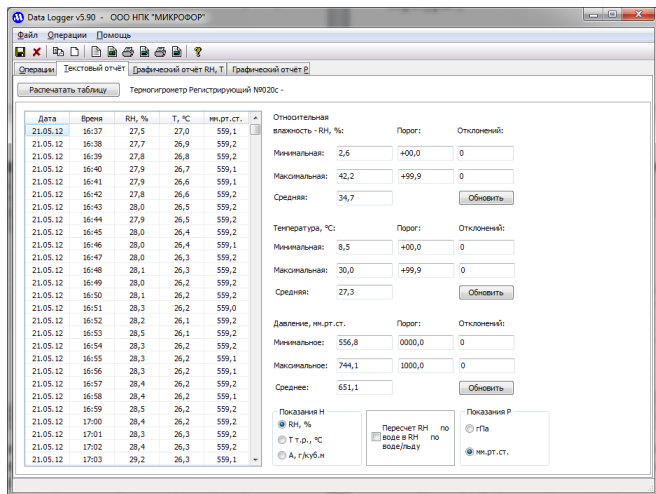 Data Logger v5.90 - ООО НПК "МИКРОФОР"
Файл Операции Помощь
Операции Текстовый отчёт Графический отчёт RH, T Графический отчёт P
Распечатать таблицу Термогигрометр Регистрирующий №020с -
Дата Время RH, % T, °C мм.рт.ст.
21.05.12 16:37 27,5 27,0 559,1
21.05.12 16:38 27,7 26,9 559,2
21.05.12 16:39 27,8 26,8 559,2
21.05.12 16:40 27,9 26,7 559,1
21.05.12 16:41 27,9 26,6 559,1
21.05.12 16:42 27,8 26,6 559,2
21.05.12 16:43 28,0 26,5 559,2
21.05.12 16:44 27,9 26,5 559,2
21.05.12 16:45 28,0 26,4 559,2
21.05.12 16:46 28,0 26,4 559,1
21.05.12 16:47 28,0 26,3 559,2
21.05.12 16:48 28,1 26,3 559,2
21.05.12 16:49 28,0 26,2 559,2
21.05.12 16:50 28,1 26,2 559,2
21.05.12 16:51 28,3 26,2 559,0
21.05.12 16:52 28,2 26,1 559,2
21.05.12 16:53 28,5 26,1 559,2
21.05.12 16:54 28,3 26,2 559,2
21.05.12 16:55 28,3 26,2 559,1
21.05.12 16:56 28,3 26,2 559,1
21.05.12 16:57 28,4 26,2 559,2
21.05.12 16:58 28,4 26,2 559,1
21.05.12 16:59 28,5 26,2 559,2
21.05.12 17:00 28,4 26,2 559,2
21.05.12 17:01 28,3 26,3 559,2
21.05.12 17:02 28,4 26,3 559,2
21.05.12 17:03 29,2 26,3 559,1
Относительная
влажность - RH, %: Порог: Отклонений:
Минимальная: 2,6 +00,0 0
Максимальная: 42,2 +99,9 0
Средняя: 34,7 Обновить
Температура, °C: Порог: Отклонений:
Минимальная: 8,5 +00,0 0
Максимальная: 30,0 +99,9 0
Средняя: 27,3 Обновить
Давление, мм.рт.ст. Порог: Отклонений:
Минимальное: 556,8 0000,0 0
Максимальное: 744,1 1000,0 0
Среднее: 651,1 Обновить
Показания H
RH, %
T т.р., °C
A, г/куб.м
Пересчет RH по
воде в RH по
воде/льду
Показания P
гПа
мм.рт.ст.